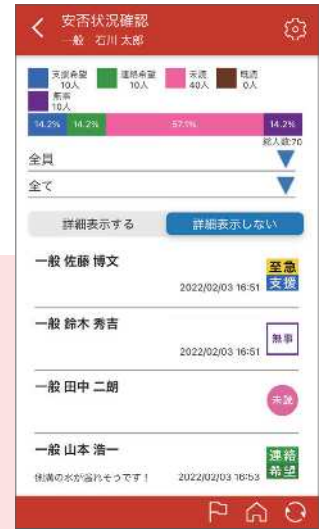 安否状況確認
一般 石川 太郎
支援希望 10人
連絡希望 10人
未読 40人
既読 0人
無事 10人
14.2% 14.2% 57.1% 14.2%
総人数:70
全員
全て
詳細表示する 詳細表示しない
一般 佐藤 博文
2022/02/03 16:51
至急支援
一般 鈴木 秀吉
2022/02/03 16:51
無事
一般 田中 二朗
未読
一般 山本 浩一
側溝の水が溢れそうです！ 2022/02/03 16:53
連絡希望